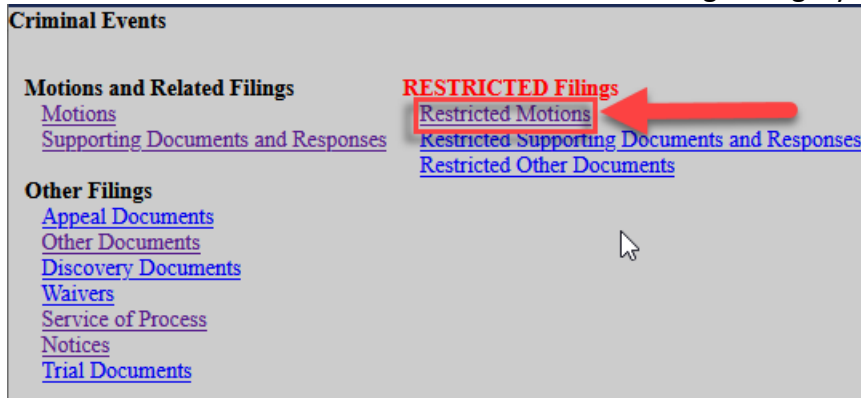 Criminal Events
Motions and Related Filings
Motions
Supporting Documents and Responses
RESTRICTED Filings
Restricted Motions
Restricted Supporting Documents and Responses
Restricted Other Documents
Other Filings
Appeal Documents
Other Documents
Discovery Documents
Waivers
Service of Process
Notices
Trial Documents